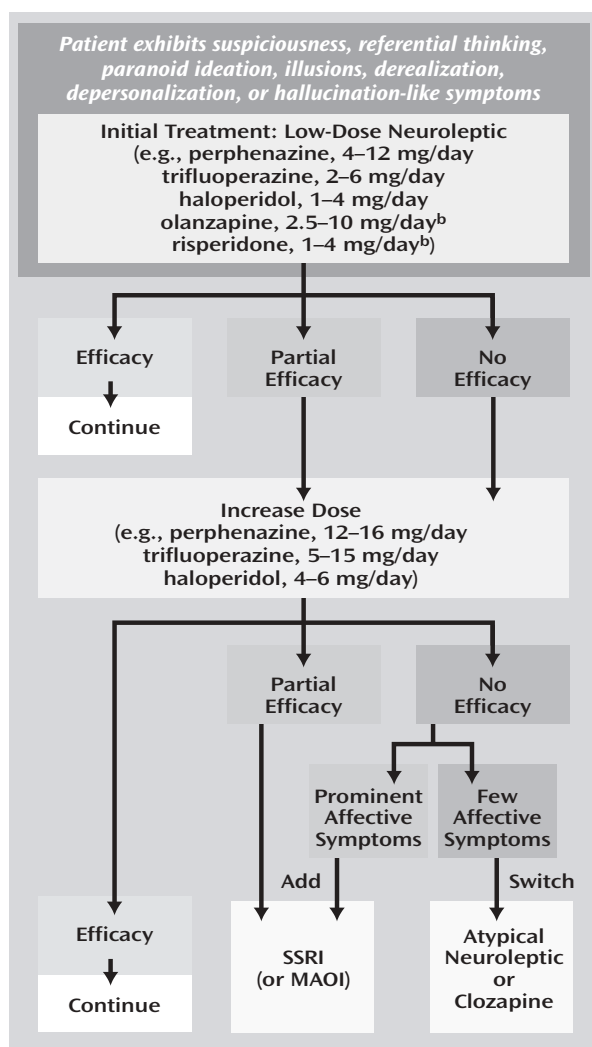 Patient exhibits suspiciousness, referential thinking,
paranoid ideation, illusions, derealization,
depersonalization, or hallucination-like symptoms
Initial Treatment: Low-Dose Neuroleptic
(e.g., perphenazine, 4–12 mg/day
trifluoperazine, 2–6 mg/day
haloperidol, 1–4 mg/day
olanzapine, 2.5–10 mg/dayᵇ
risperidone, 1–4 mg/dayᵇ)
Efficacy
Continue
Partial
Efficacy
No
Efficacy
Increase Dose
(e.g., perphenazine, 12–16 mg/day
trifluoperazine, 5–15 mg/day
haloperidol, 4–6 mg/day)
Partial
Efficacy
No
Efficacy
Prominent
Affective
Symptoms
Few
Affective
Symptoms
Add
Switch
Efficacy
Continue
SSRI
(or MAOI)
Atypical
Neuroleptic
or
Clozapine